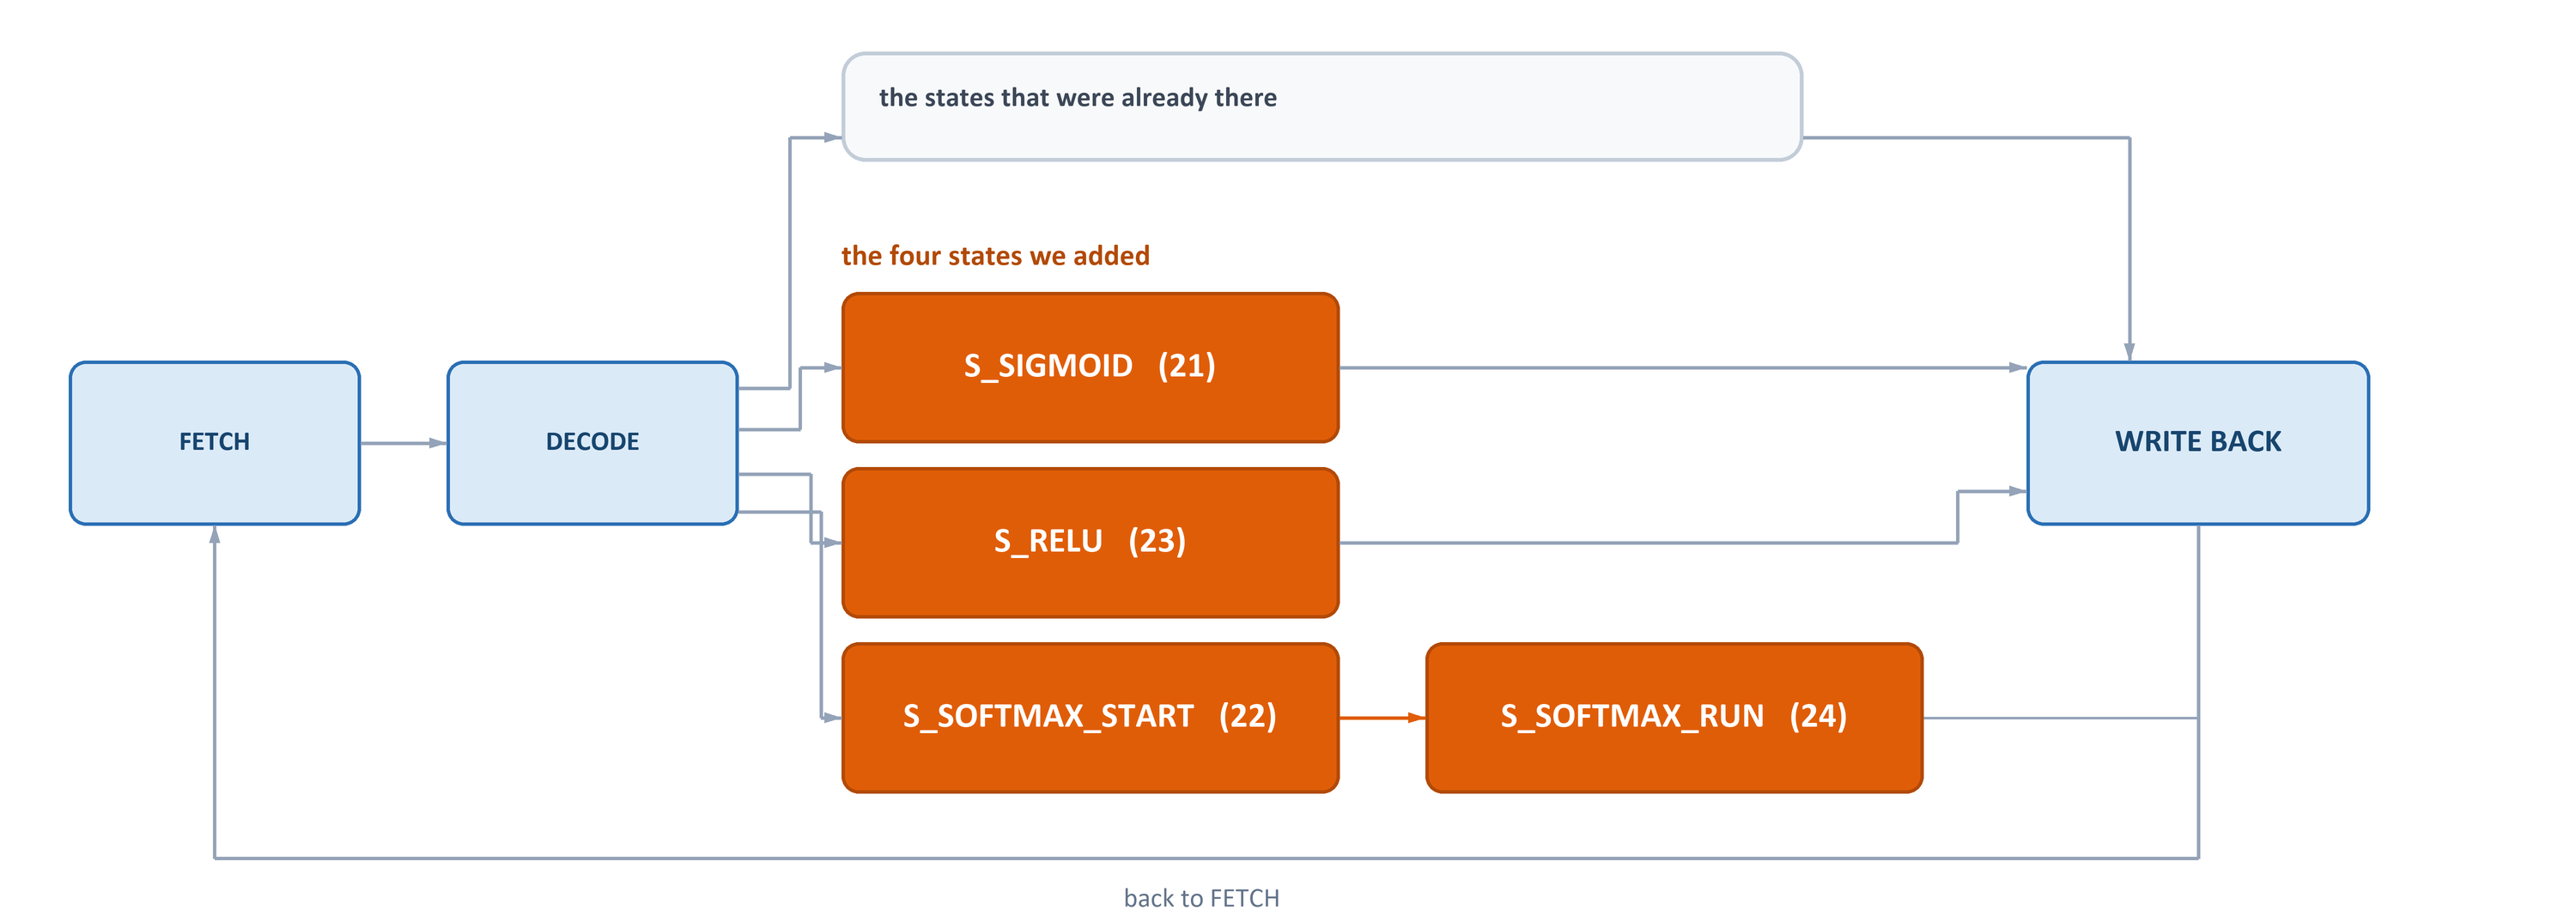 the states that were already there
the four states we added
S_SIGMOID (21)
FETCH
DECODE
WRITE BACK
S_RELU (23)
S_SOFTMAX_START (22)
S_SOFTMAX_RUN (24)
back to FETCH